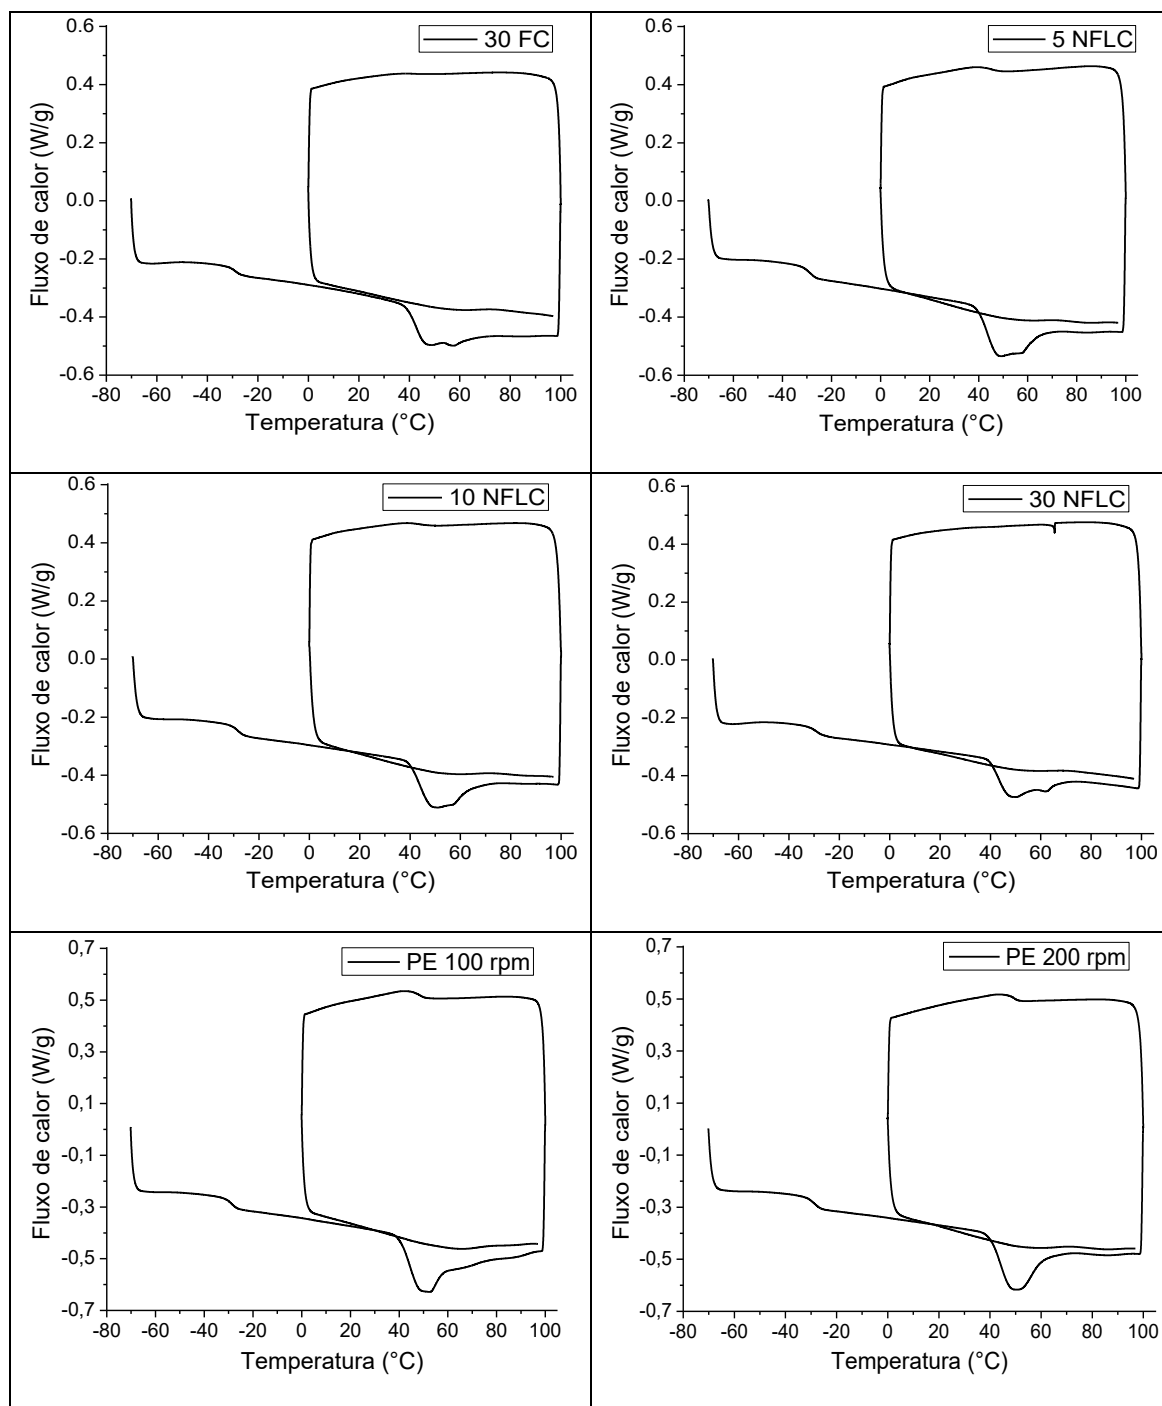 30 FC
0.6
0.4
0.2
0.0
-0.2
-0.4
-0.6
Fluxo de calor (W/g)
-80 -60 -40 -20 0 20 40 60 80 100
Temperatura (°C)
5 NFLC
0.6
0.4
0.2
0.0
-0.2
-0.4
-0.6
Fluxo de calor (W/g)
-80 -60 -40 -20 0 20 40 60 80 100
Temperatura (°C)
10 NFLC
0.6
0.4
0.2
0.0
-0.2
-0.4
-0.6
Fluxo de calor (W/g)
-80 -60 -40 -20 0 20 40 60 80 100
Temperatura (°C)
30 NFLC
0.6
0.4
0.2
0.0
-0.2
-0.4
-0.6
Fluxo de calor (W/g)
-80 -60 -40 -20 0 20 40 60 80 100
Temperatura (°C)
PE 100 rpm
0,7
0,5
0,3
0,1
-0,1
-0,3
-0,5
-0,7
Fluxo de calor (W/g)
-80 -60 -40 -20 0 20 40 60 80 100
Temperatura (°C)
PE 200 rpm
0,7
0,5
0,3
0,1
-0,1
-0,3
-0,5
-0,7
Fluxo de calor (W/g)
-80 -60 -40 -20 0 20 40 60 80 100
Temperatura (°C)